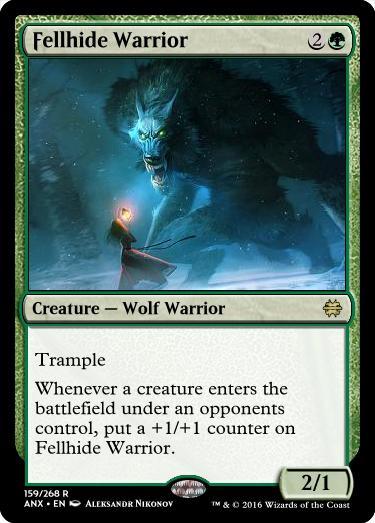 Fellhide Warrior 2
Creature — Wolf Warrior
Trample
Whenever a creature enters the
battlefield under an opponents
control, put a +1/+1 counter on
Fellhide Warrior.
2/1
159/268 R
ANX • EN Aleksandr Nikonov
™ & © 2016 Wizards of the Coast